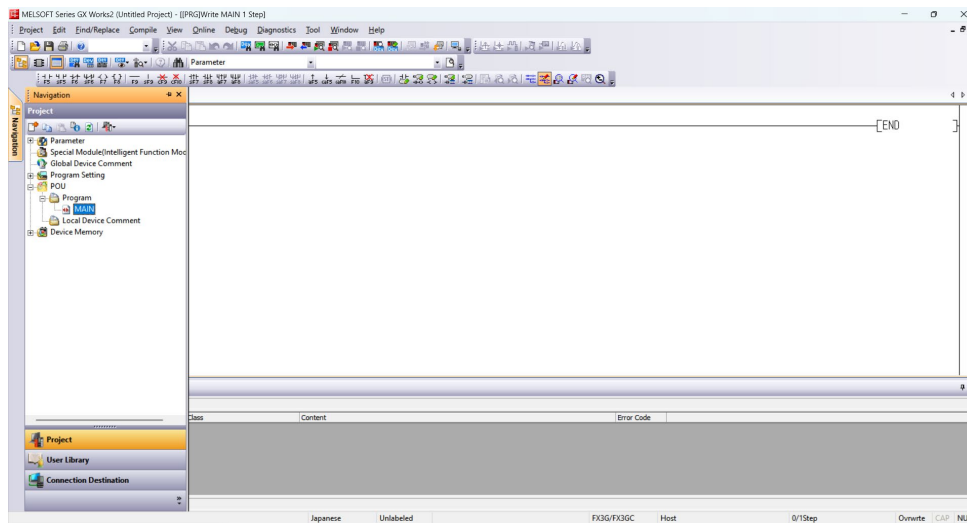 MELSOFT Series GX Works2 (Untitled Project) - [[PRG]Write MAIN 1 Step]
Project Edit Find/Replace Compile View Online Debug Diagnostics Tool Window Help
Parameter
Navigation
Navigation
Project
Parameter
Special Module(Intelligent Function Mod
Global Device Comment
Program Setting
POU
Program
MAIN
Local Device Comment
Device Memory
END
Class Content Error Code
Project
User Library
Connection Destination
Japanese Unlabeled FX3G/FX3GC Host 0/1Step Ovrwrte CAP NU